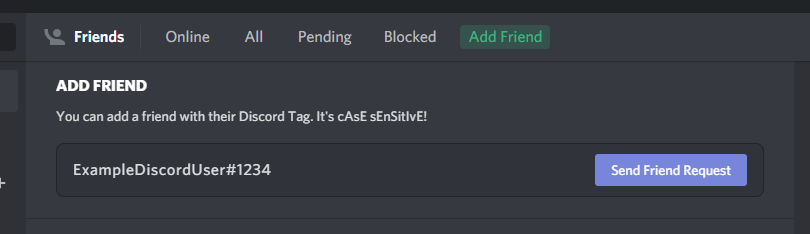 Friends Online All Pending Blocked Add Friend
ADD FRIEND
You can add a friend with their Discord Tag. It's cAsE sEnSitIvE!
ExampleDiscordUser#1234 Send Friend Request